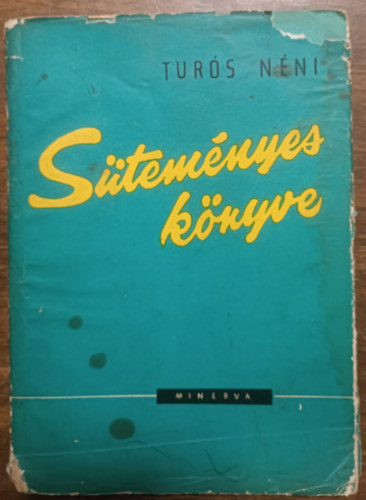 TURÓS NÉNI
Süteményes
könyve
MINERVA